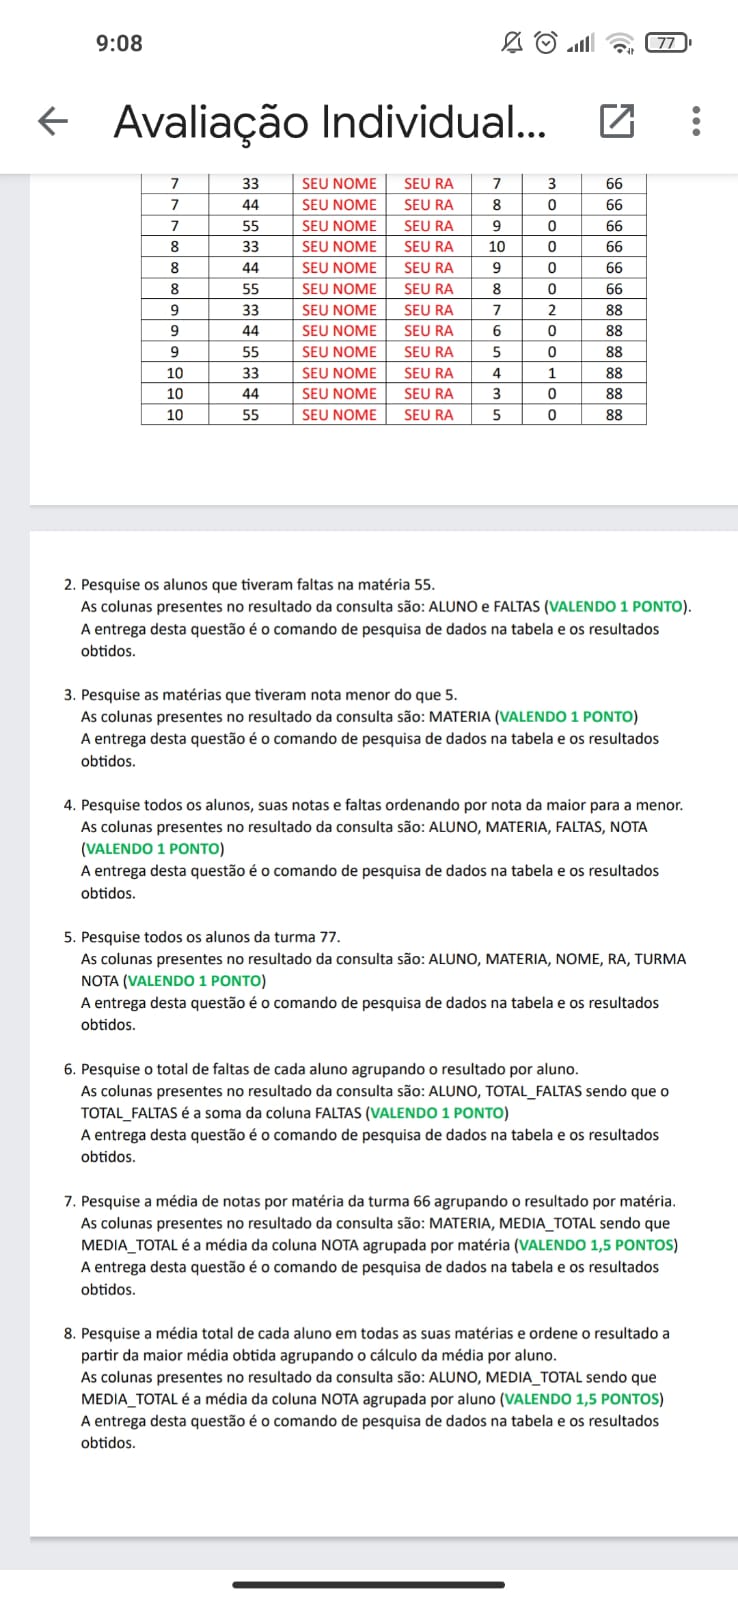 9:08
77
Avaliação Individual...
7 33 SEU NOME SEU RA 7 3 66
7 44 SEU NOME SEU RA 8 0 66
7 55 SEU NOME SEU RA 9 0 66
8 33 SEU NOME SEU RA 10 0 66
8 44 SEU NOME SEU RA 9 0 66
8 55 SEU NOME SEU RA 8 0 66
9 33 SEU NOME SEU RA 7 2 88
9 44 SEU NOME SEU RA 6 0 88
9 55 SEU NOME SEU RA 5 0 88
10 33 SEU NOME SEU RA 4 1 88
10 44 SEU NOME SEU RA 3 0 88
10 55 SEU NOME SEU RA 5 0 88
2. Pesquise os alunos que tiveram faltas na matéria 55.
As colunas presentes no resultado da consulta são: ALUNO e FALTAS (VALENDO 1 PONTO).
A entrega desta questão é o comando de pesquisa de dados na tabela e os resultados
obtidos.
3. Pesquise as matérias que tiveram nota menor do que 5.
As colunas presentes no resultado da consulta são: MATERIA (VALENDO 1 PONTO)
A entrega desta questão é o comando de pesquisa de dados na tabela e os resultados
obtidos.
4. Pesquise todos os alunos, suas notas e faltas ordenando por nota da maior para a menor.
As colunas presentes no resultado da consulta são: ALUNO, MATERIA, FALTAS, NOTA
(VALENDO 1 PONTO)
A entrega desta questão é o comando de pesquisa de dados na tabela e os resultados
obtidos.
5. Pesquise todos os alunos da turma 77.
As colunas presentes no resultado da consulta são: ALUNO, MATERIA, NOME, RA, TURMA
NOTA (VALENDO 1 PONTO)
A entrega desta questão é o comando de pesquisa de dados na tabela e os resultados
obtidos.
6. Pesquise o total de faltas de cada aluno agrupando o resultado por aluno.
As colunas presentes no resultado da consulta são: ALUNO, TOTAL_FALTAS sendo que o
TOTAL_FALTAS é a soma da coluna FALTAS (VALENDO 1 PONTO)
A entrega desta questão é o comando de pesquisa de dados na tabela e os resultados
obtidos.
7. Pesquise a média de notas por matéria da turma 66 agrupando o resultado por matéria.
As colunas presentes no resultado da consulta são: MATERIA, MEDIA_TOTAL sendo que
MEDIA_TOTAL é a média da coluna NOTA agrupada por matéria (VALENDO 1,5 PONTOS)
A entrega desta questão é o comando de pesquisa de dados na tabela e os resultados
obtidos.
8. Pesquise a média total de cada aluno em todas as suas matérias e ordene o resultado a
partir da maior média obtida agrupando o cálculo da média por aluno.
As colunas presentes no resultado da consulta são: ALUNO, MEDIA_TOTAL sendo que
MEDIA_TOTAL é a média da coluna NOTA agrupada por aluno (VALENDO 1,5 PONTOS)
A entrega desta questão é o comando de pesquisa de dados na tabela e os resultados
obtidos.